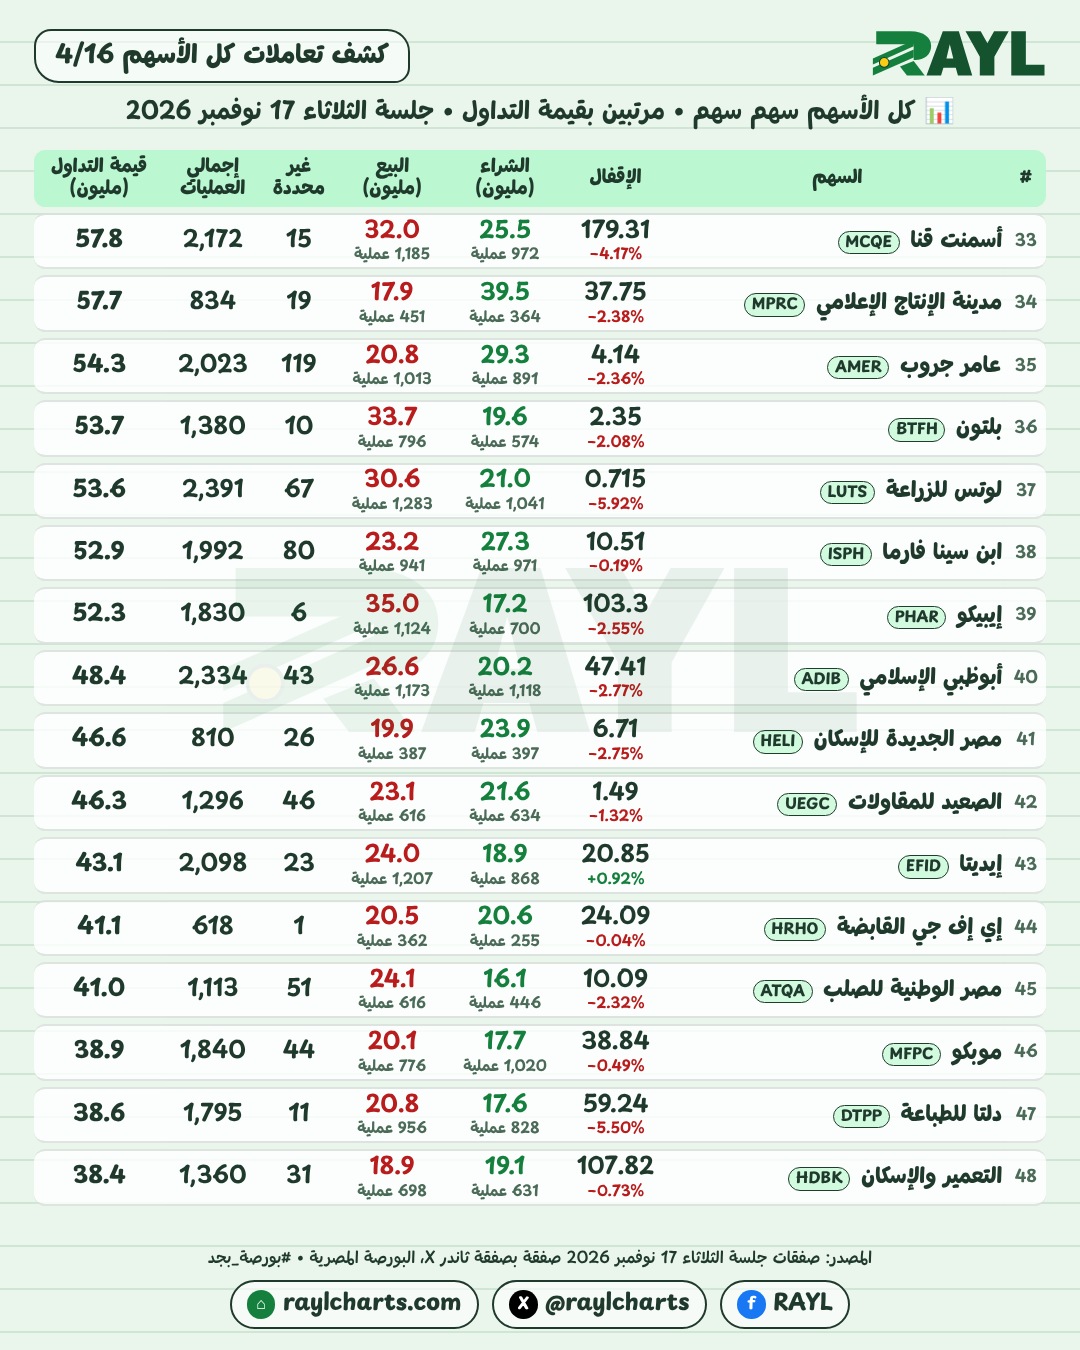 RAYL
كشف تعاملات كل الأسهم 4/16
📊 كل الأسهم سهم سهم • مرتبين بقيمة التداول • جلسة الثلاثاء 17 نوفمبر 2026
# السهم الإقفال الشراء (مليون) البيع (مليون) غير محددة إجمالي العمليات قيمة التداول (مليون)
33 أسمنت قنا MCQE 179.31 25.5 32.0 15 2,172 57.8
-4.17% 972 عملية 1,185 عملية
34 مدينة الإنتاج الإعلامي MPRC 37.75 39.5 17.9 19 834 57.7
-2.38% 364 عملية 451 عملية
35 عامر جروب AMER 4.14 29.3 20.8 119 2,023 54.3
-2.36% 891 عملية 1,013 عملية
36 بلتون BTFH 2.35 19.6 33.7 10 1,380 53.7
-2.08% 574 عملية 796 عملية
37 لوتس للزراعة LUTS 0.715 21.0 30.6 67 2,391 53.6
-5.92% 1,041 عملية 1,283 عملية
38 ابن سينا فارما ISPH 10.51 27.3 23.2 80 1,992 52.9
-0.19% 971 عملية 941 عملية
39 إيبيكو PHAR 103.3 17.2 35.0 6 1,830 52.3
-2.55% 700 عملية 1,124 عملية
40 أبوظبي الإسلامي ADIB 47.41 20.2 26.6 43 2,334 48.4
-2.77% 1,118 عملية 1,173 عملية
41 مصر الجديدة للإسكان HELI 6.71 23.9 19.9 26 810 46.6
-2.75% 397 عملية 387 عملية
42 الصعيد للمقاولات UEGC 1.49 21.6 23.1 46 1,296 46.3
-1.32% 634 عملية 616 عملية
43 إيديتا EFID 20.85 18.9 24.0 23 2,098 43.1
+0.92% 868 عملية 1,207 عملية
44 إي إف جي القابضة HRHO 24.09 20.6 20.5 1 618 41.1
-0.04% 255 عملية 362 عملية
45 مصر الوطنية للصلب ATQA 10.09 16.1 24.1 51 1,113 41.0
-2.32% 446 عملية 616 عملية
46 موبكو MFPC 38.84 17.7 20.1 44 1,840 38.9
-0.49% 1,020 عملية 776 عملية
47 دلتا للطباعة DTPP 59.24 17.6 20.8 11 1,795 38.6
-5.50% 828 عملية 956 عملية
48 التعمير والإسكان HDBK 107.82 19.1 18.9 31 1,360 38.4
-0.73% 631 عملية 698 عملية
المصدر: صفقات جلسة الثلاثاء 17 نوفمبر 2026 صفقة بصفقة ثاندر X، البورصة المصرية • #بورصة_بجد
RAYL @raylcharts raylcharts.com